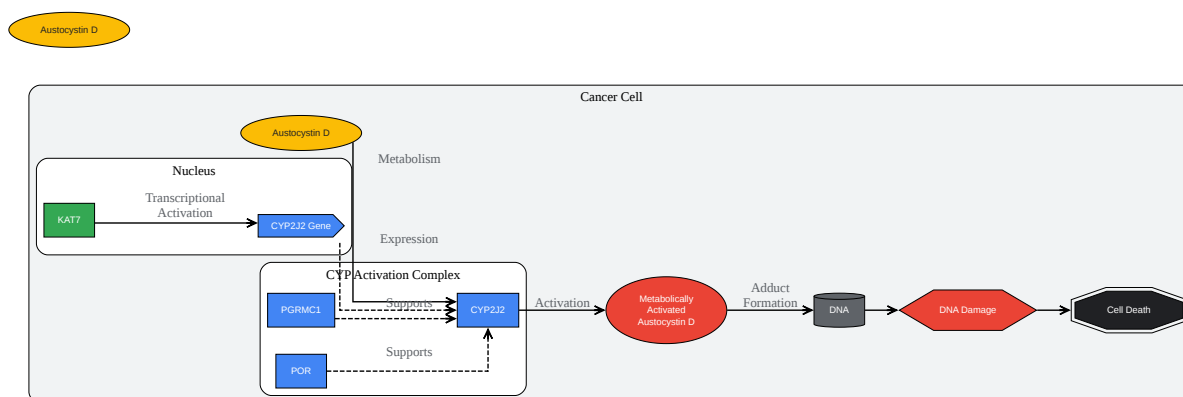 Austocystin D
Cancer Cell
Austocystin D
Metabolism
Nucleus
Transcriptional
Activation
KAT7
CYP2J2 Gene
Expression
CYP Activation Complex
Supports
PGRMC1
CYP2J2
Activation
Metabolically
Activated
Austocystin D
Adduct
Formation
DNA
DNA Damage
Cell Death
Supports
POR